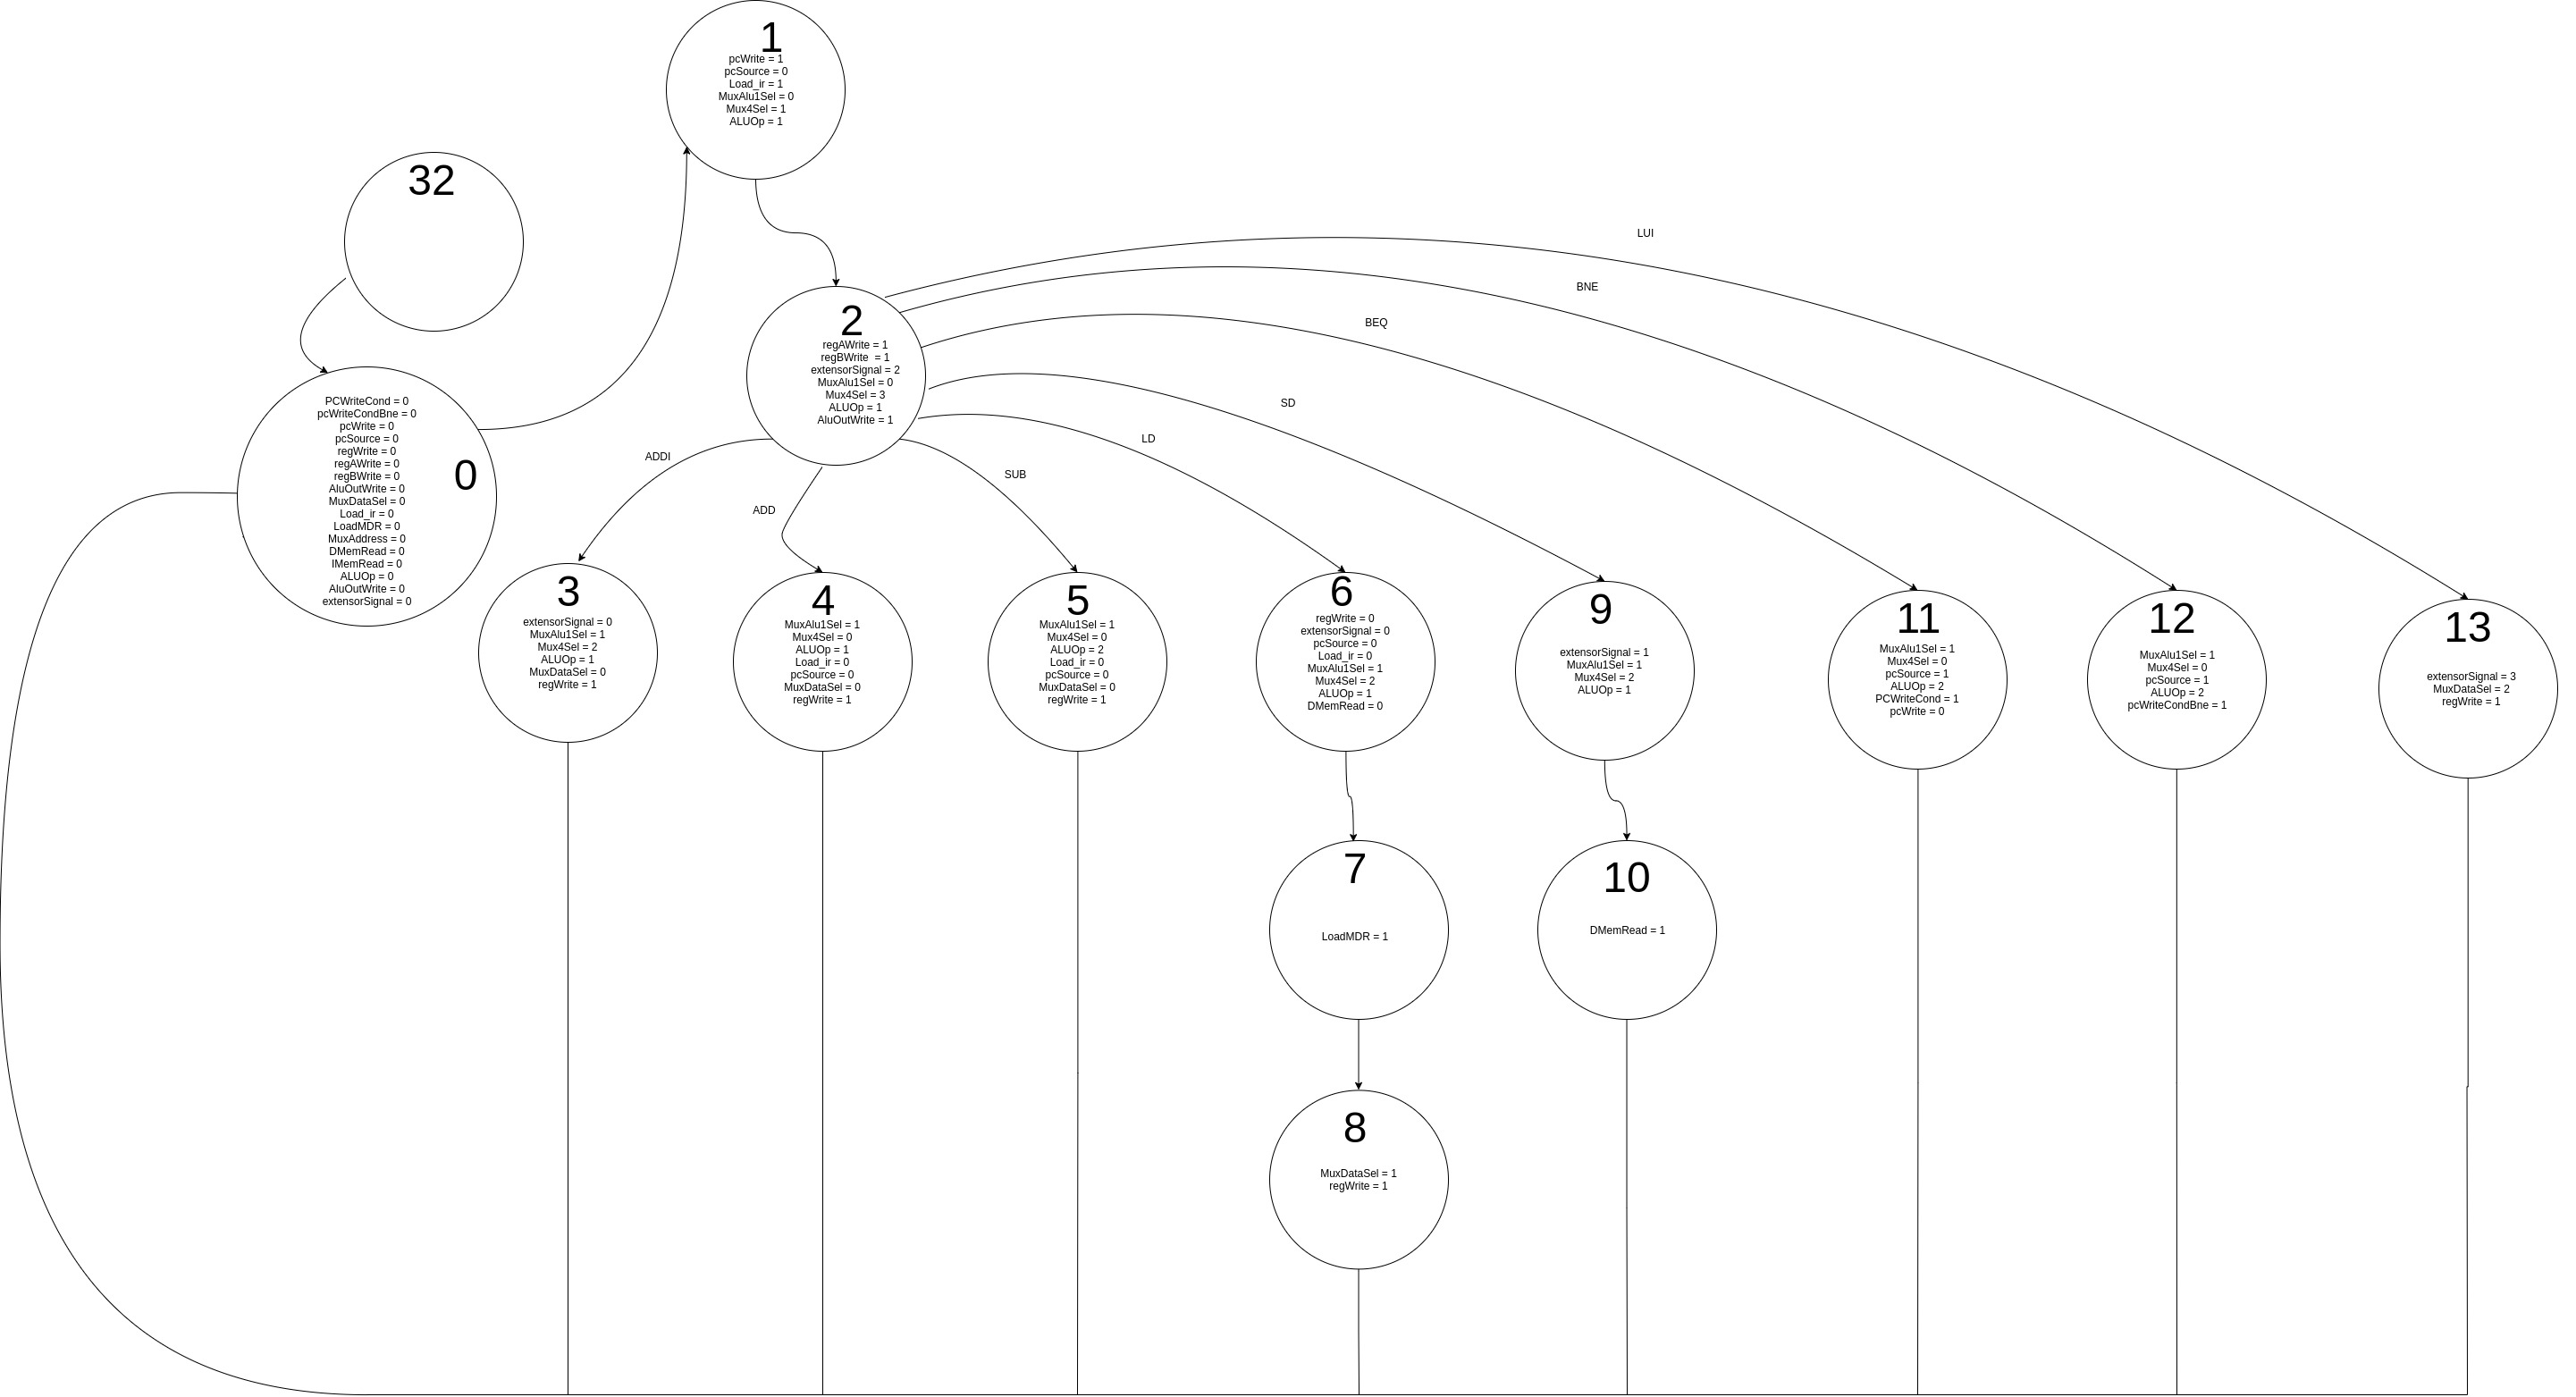 1
pcWrite = 1
pcSource = 0
Load_ir = 1
MuxAlu1Sel = 0
Mux4Sel = 1
ALUOp = 1
32
LUI
BNE
BEQ
SD
LD
SUB
ADD
ADDI
2
regAWrite = 1
regBWrite  = 1
extensorSignal = 2
MuxAlu1Sel = 0
Mux4Sel = 3
ALUOp = 1
AluOutWrite = 1
0
PCWriteCond = 0
pcWriteCondBne = 0
pcWrite = 0
pcSource = 0
regWrite = 0
regAWrite = 0
regBWrite = 0
AluOutWrite = 0
MuxDataSel = 0
Load_ir = 0
LoadMDR = 0
MuxAddress = 0
DMemRead = 0
IMemRead = 0
ALUOp = 0
AluOutWrite = 0
extensorSignal = 0
3
extensorSignal = 0
MuxAlu1Sel = 1
Mux4Sel = 2
ALUOp = 1
MuxDataSel = 0
regWrite = 1
4
MuxAlu1Sel = 1
Mux4Sel = 0
ALUOp = 1
Load_ir = 0
pcSource = 0
MuxDataSel = 0
regWrite = 1
5
MuxAlu1Sel = 1
Mux4Sel = 0
ALUOp = 2
Load_ir = 0
pcSource = 0
MuxDataSel = 0
regWrite = 1
6
regWrite = 0
extensorSignal = 0
pcSource = 0
Load_ir = 0
MuxAlu1Sel = 1
Mux4Sel = 2
ALUOp = 1
DMemRead = 0
9
extensorSignal = 1
MuxAlu1Sel = 1
Mux4Sel = 2
ALUOp = 1
11
MuxAlu1Sel = 1
Mux4Sel = 0
pcSource = 1
ALUOp = 2
PCWriteCond = 1
pcWrite = 0
12
MuxAlu1Sel = 1
Mux4Sel = 0
pcSource = 1
ALUOp = 2
pcWriteCondBne = 1
13
extensorSignal = 3
MuxDataSel = 2
regWrite = 1
7
LoadMDR = 1
10
DMemRead = 1
8
MuxDataSel = 1
regWrite = 1